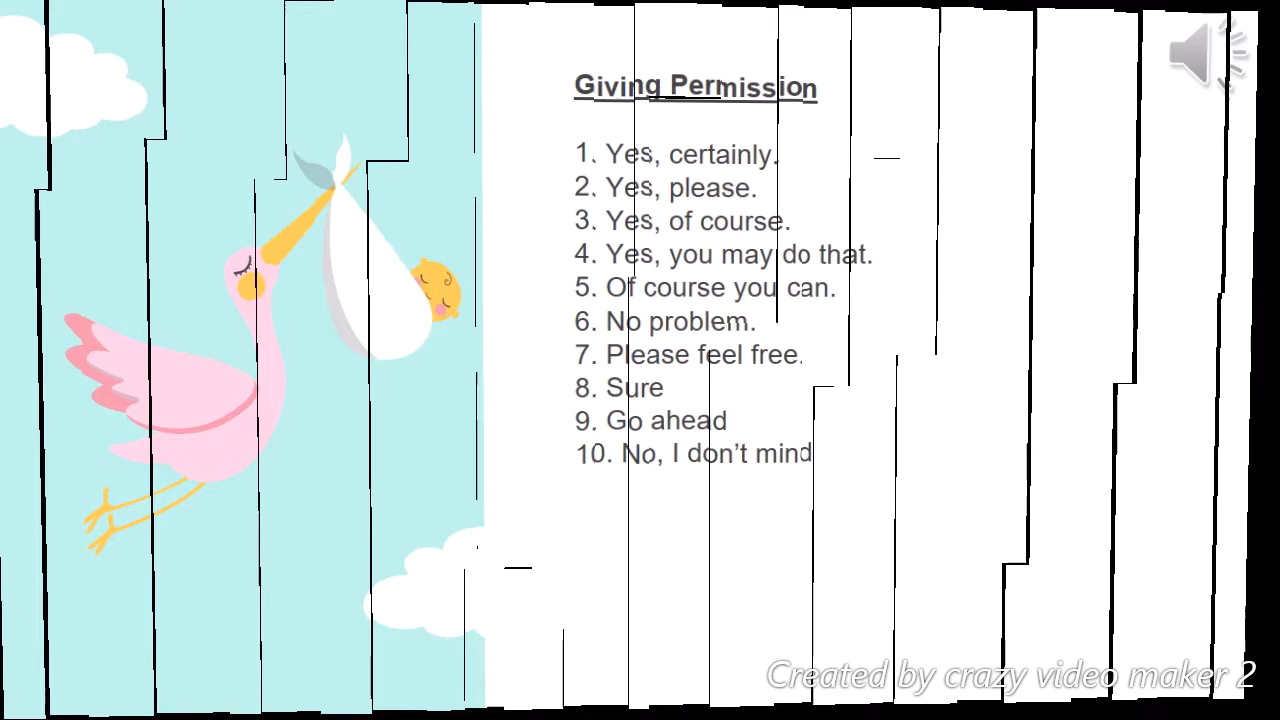 Giving Permission
1. Yes, certainly.
2. Yes, please.
3. Yes, of course.
4. Yes, you may do that.
5. Of course you can.
6. No problem.
7. Please feel free.
8. Sure
9. Go ahead
10. No, I don’t mind
Created by crazy video maker 2